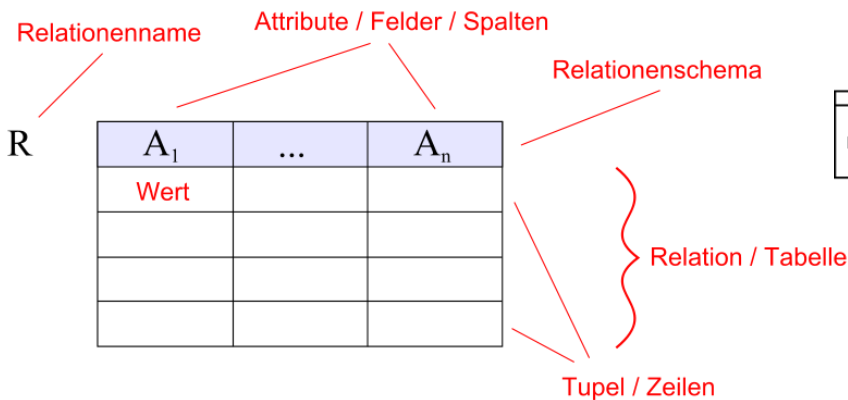 Relationenname
Attribute / Felder / Spalten
Relationenschema
R
A₁
...
Aₙ
Wert
Relation / Tabelle
Tupel / Zeilen